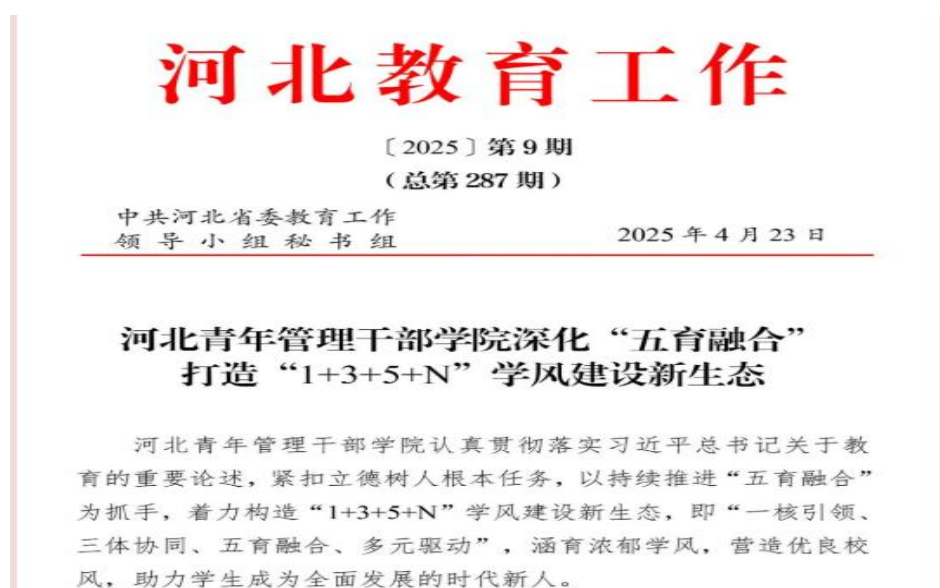 河北教育工作
〔2025〕第9期
（总第287期）
中共河北省委教育工作
领导小组秘书组
2025年4月23日
河北青年管理干部学院深化“五育融合”
打造“1+3+5+N”学风建设新生态
河北青年管理干部学院认真贯彻落实习近平总书记关于教
育的重要论述，紧扣立德树人根本任务，以持续推进“五育融合”
为抓手，着力构造“1+3+5+N”学风建设新生态，即“一核引领、
三体协同、五育融合、多元驱动”，涵育浓郁学风，营造优良校
风，助力学生成为全面发展的时代新人。